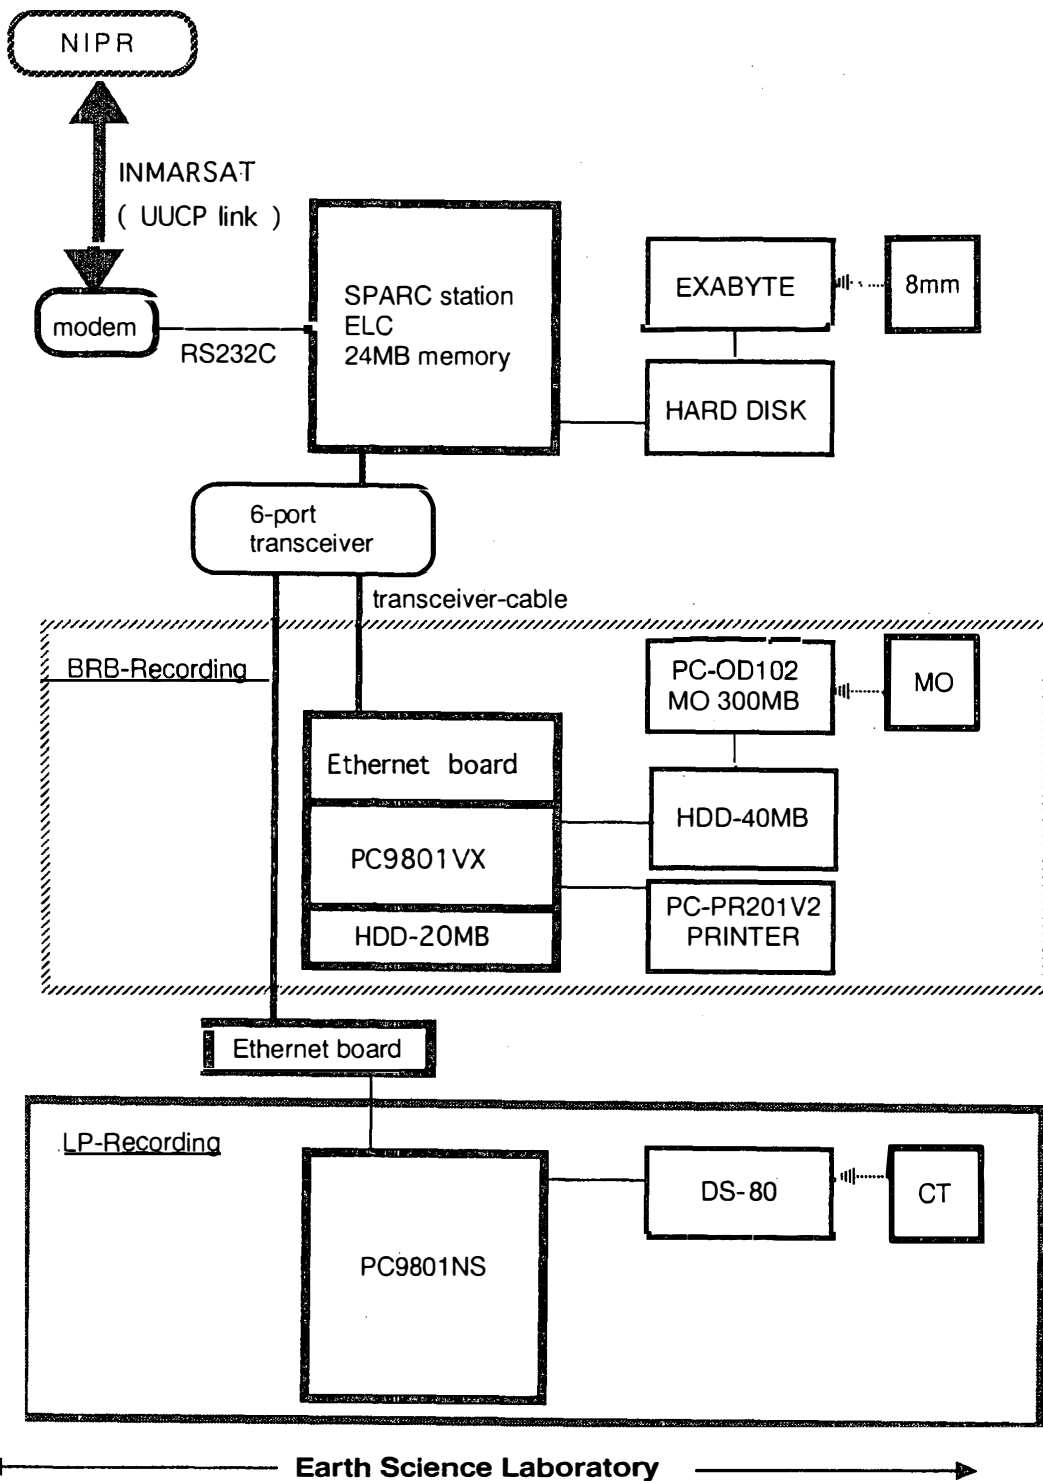 NIPR
INMARSAT
( UUCP link )
modem
RS232C
SPARC station
ELC
24MB memory
EXABYTE
8mm
HARD DISK
6-port
transceiver
transceiver-cable
BRB-Recording
PC-OD102
MO 300MB
MO
Ethernet board
PC9801VX
HDD-20MB
HDD-40MB
PC-PR201V2
PRINTER
Ethernet board
LP-Recording
PC9801NS
DS-80
CT
Earth Science Laboratory